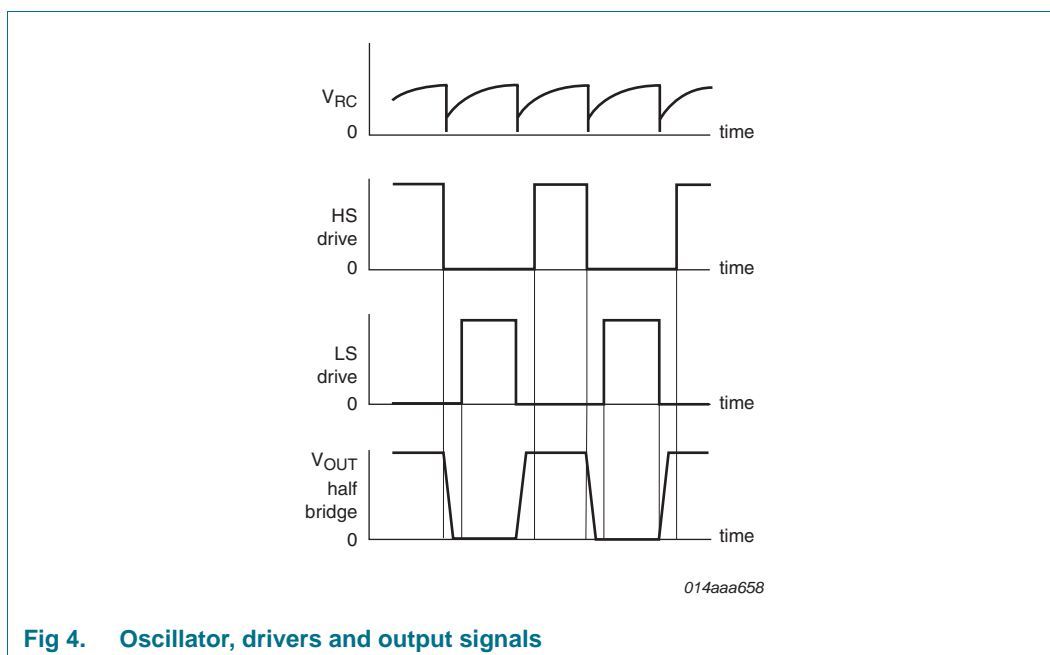 VRC
0
time
HS
drive
0
time
LS
drive
0
time
VOUT
half
bridge
0
time
014aaa658
Fig 4. Oscillator, drivers and output signals